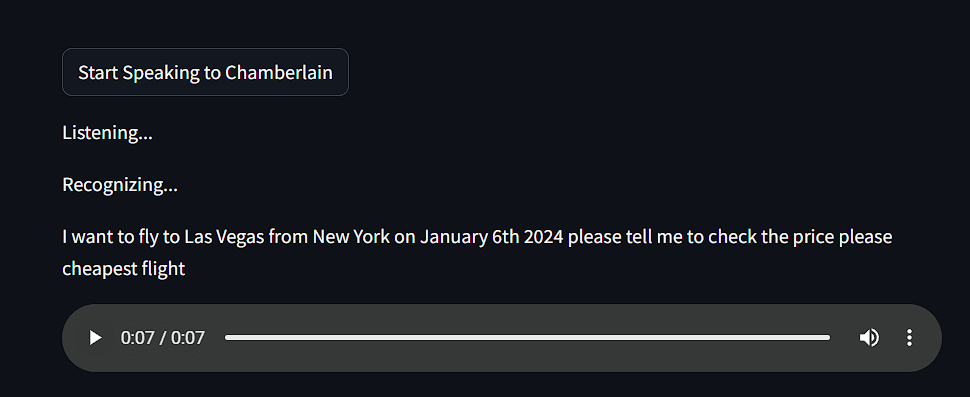 Start Speaking to Chamberlain
Listening...
Recognizing...
I want to fly to Las Vegas from New York on January 6th 2024 please tell me to check the price please
cheapest flight
0:07 / 0:07